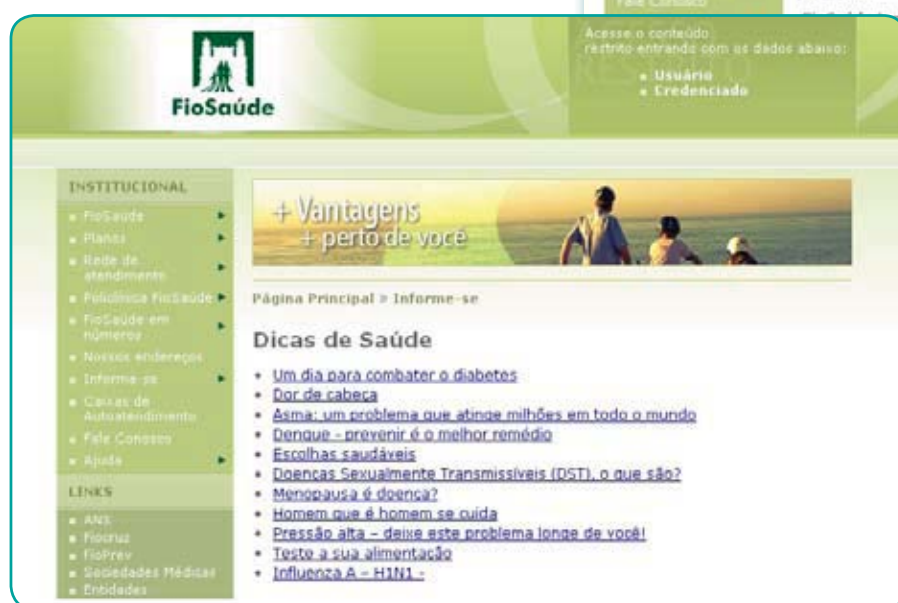 Fale Conosco
Acesse o conteúdo
restrito entrando com os dados abaixo:
Usuário
Credenciado
FioSaúde
INSTITUCIONAL
FioSaúde
Planos
Rede de
atendimento
Policlínica FioSaúde
FioSaúde em
números
Nossos endereços
Informe-se
Caixas de
Autoatendimento
Fale Conosco
Ajuda
LINKS
ANS
Fiocruz
FioPrev
Sociedades Médicas
Entidades
+ Vantagens
+ perto de você
Página Principal » Informe-se
Dicas de Saúde
• Um dia para combater o diabetes
• Dor de cabeça
• Asma: um problema que atinge milhões em todo o mundo
• Dengue - prevenir é o melhor remédio
• Escolhas saudáveis
• Doenças Sexualmente Transmissíveis (DST), o que são?
• Menopausa é doença?
• Homem que é homem se cuida
• Pressão alta – deixe este problema longe de você!
• Teste a sua alimentação
• Influenza A – H1N1 -